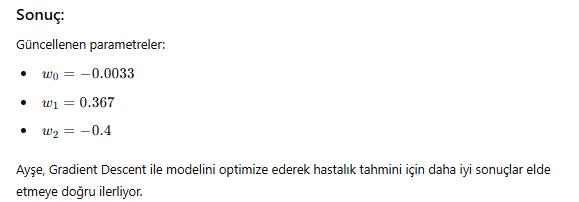 Sonuç:
Güncellenen parametreler:
• w₀ = −0.0033
• w₁ = 0.367
• w₂ = −0.4
Ayşe, Gradient Descent ile modelini optimize ederek hastalık tahmini için daha iyi sonuçlar elde
etmeye doğru ilerliyor.